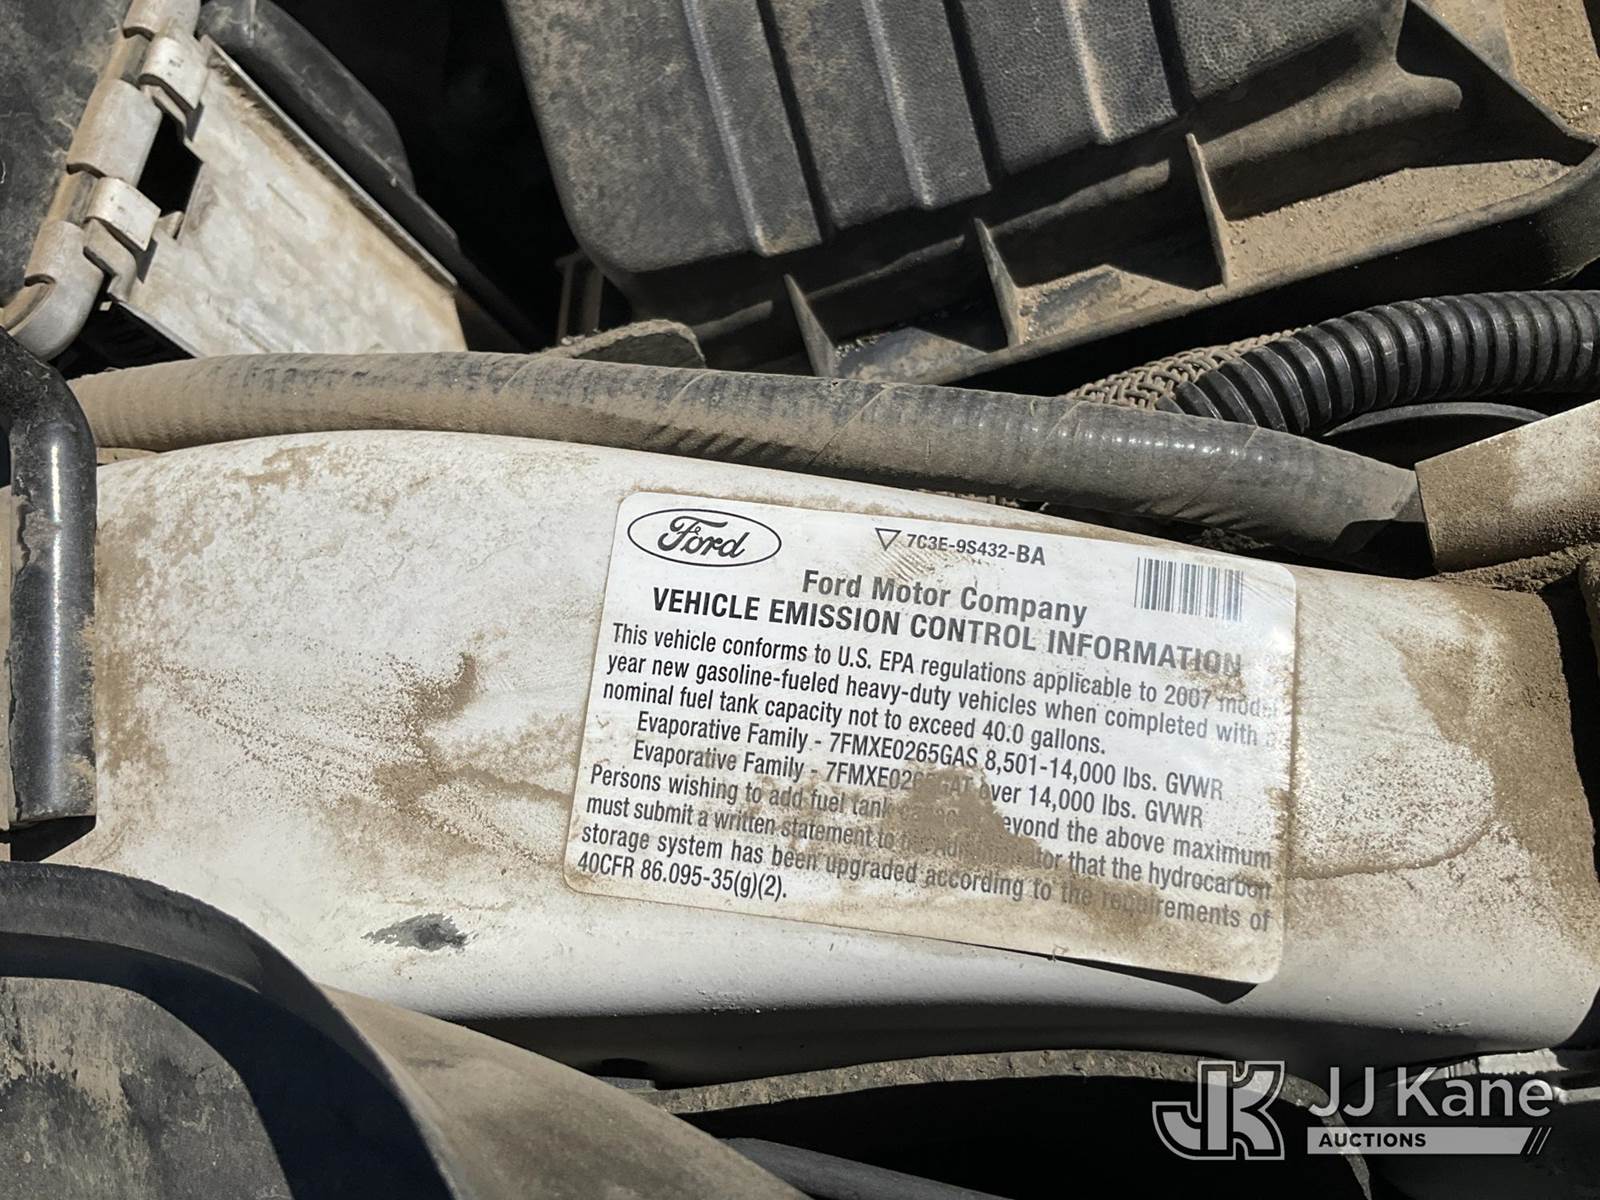 Ford
7C3E-9S432-BA
Ford Motor Company
VEHICLE EMISSION CONTROL INFORMATION
This vehicle conforms to U.S. EPA regulations applicable to 2007 model
year new gasoline-fueled heavy-duty vehicles when completed with a
nominal fuel tank capacity not to exceed 40.0 gallons.
Evaporative Family - 7FMXE0265GAS 8,501-14,000 lbs. GVWR
Evaporative Family - 7FMXE0265GAT over 14,000 lbs. GVWR
Persons wishing to add fuel tank capacity beyond the above maximum
must submit a written statement to the Administrator that the hydrocarbon
storage system has been upgraded according to the requirements of
40CFR 86.095-35(g)(2).
JK JJ Kane
AUCTIONS